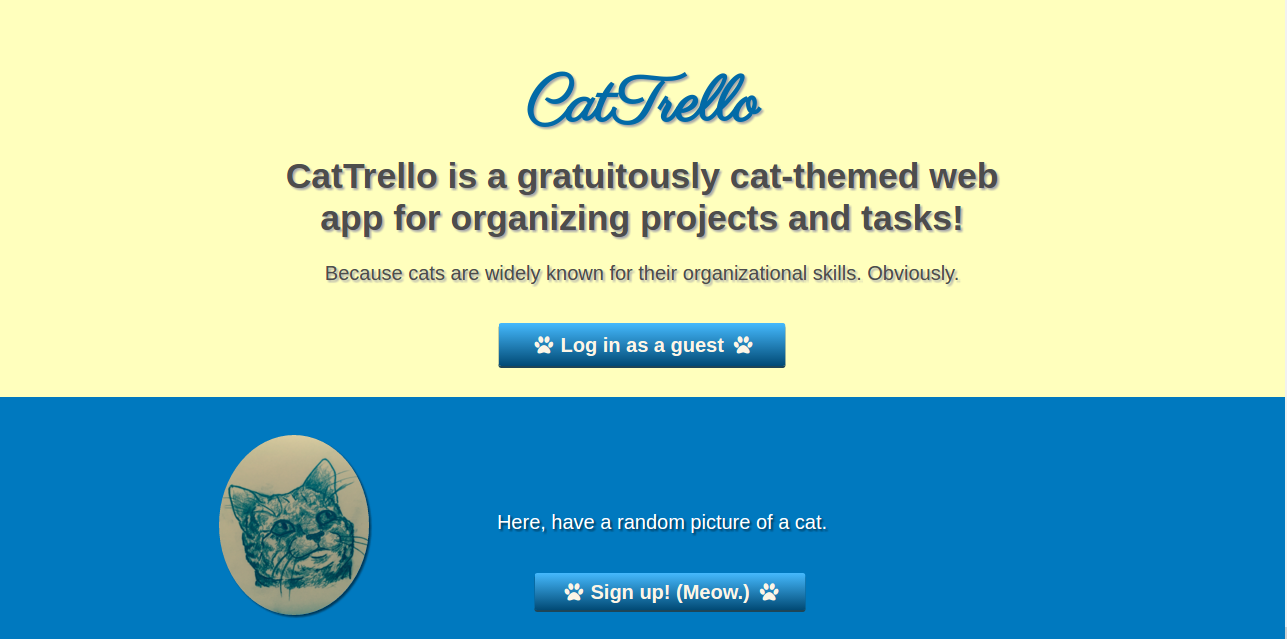 CatTrello
CatTrello is a gratuitously cat-themed web
app for organizing projects and tasks!
Because cats are widely known for their organizational skills. Obviously.
Log in as a guest
Here, have a random picture of a cat.
Sign up! (Meow.)